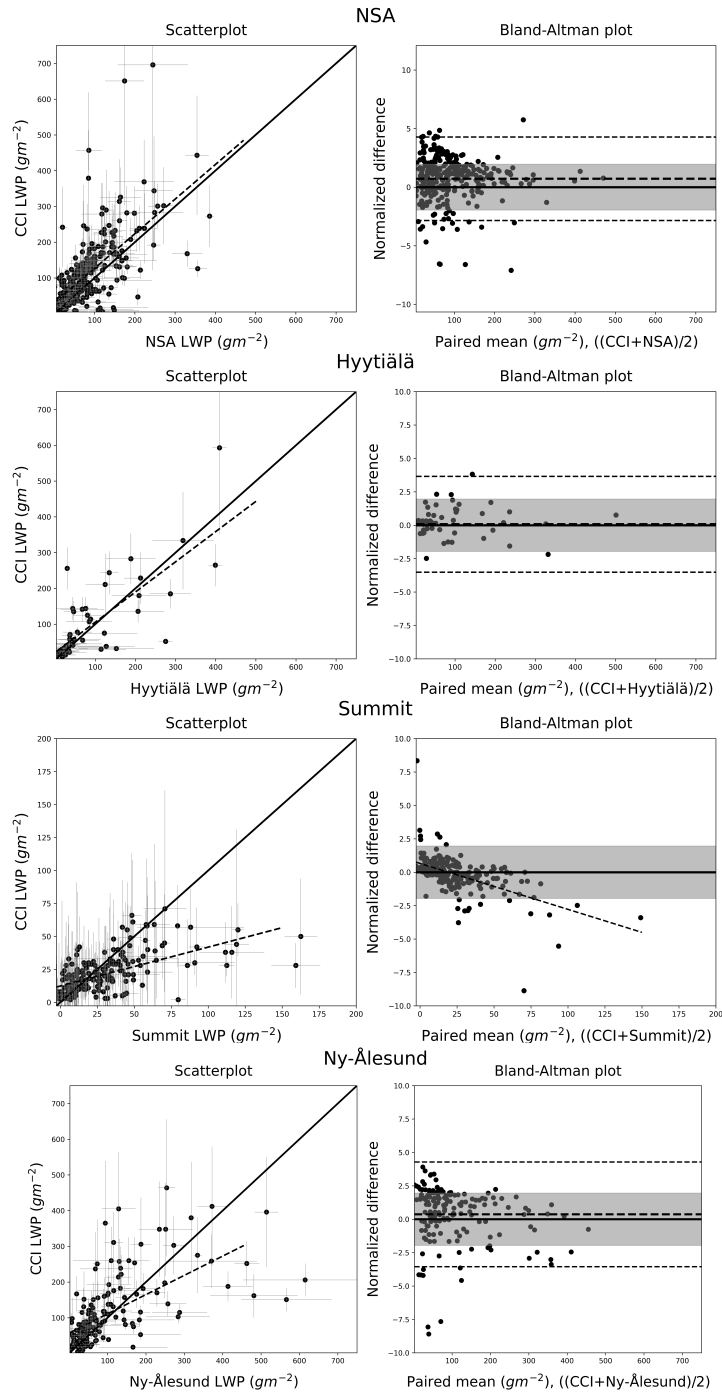 NSA
Scatterplot
Bland-Altman plot
CCI LWP (gm⁻²)
700
600
500
400
300
200
100
100 200 300 400 500 600 700
NSA LWP (gm⁻²)
Normalized difference
10
5
0
−5
−10
100 200 300 400 500 600 700
Paired mean (gm⁻²), ((CCI+NSA)/2)
Hyytiälä
Scatterplot
Bland-Altman plot
CCI LWP (gm⁻²)
700
600
500
400
300
200
100
100 200 300 400 500 600 700
Hyytiälä LWP (gm⁻²)
Normalized difference
10.0
7.5
5.0
2.5
0.0
−2.5
−5.0
−7.5
−10.0
100 200 300 400 500 600 700
Paired mean (gm⁻²), ((CCI+Hyytiälä)/2)
Summit
Scatterplot
Bland-Altman plot
CCI LWP (gm⁻²)
200
175
150
125
100
75
50
25
0
0 25 50 75 100 125 150 175 200
Summit LWP (gm⁻²)
Normalized difference
10.0
7.5
5.0
2.5
0.0
−2.5
−5.0
−7.5
−10.0
0 25 50 75 100 125 150 175 200
Paired mean (gm⁻²), ((CCI+Summit)/2)
Ny-Ålesund
Scatterplot
Bland-Altman plot
CCI LWP (gm⁻²)
700
600
500
400
300
200
100
100 200 300 400 500 600 700
Ny-Ålesund LWP (gm⁻²)
Normalized difference
10.0
7.5
5.0
2.5
0.0
−2.5
−5.0
−7.5
−10.0
0 100 200 300 400 500 600 700 800
Paired mean (gm⁻²), ((CCI+Ny-Ålesund)/2)